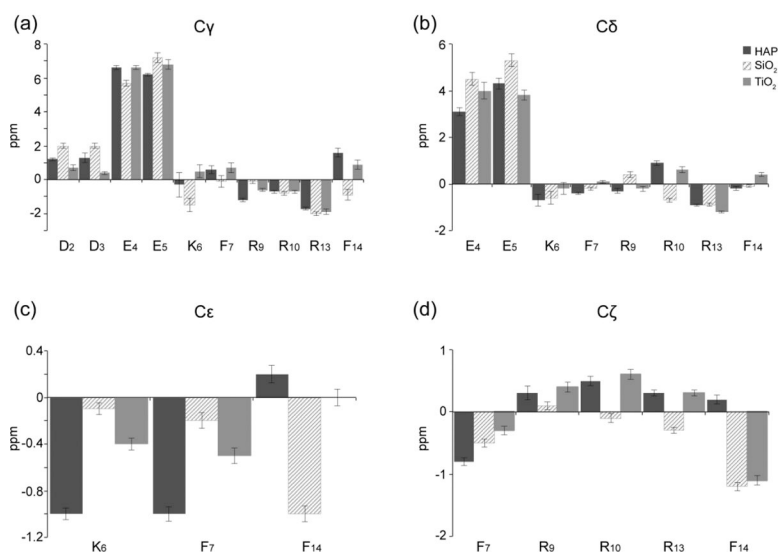 (a) Cγ
8
6
4
2
0
-2
ppm
D2 D3 E4 E5 K6 F7 R9 R10 R13 F14
(b) Cδ
6
4
2
0
-2
ppm
E4 E5 K6 F7 R9 R10 R13 F14
HAP
SiO2
TiO2
(c) Cε
0.4
0
-0.4
-0.8
-1.2
ppm
K6 F7 F14
(d) Cζ
1
0
-1
-2
ppm
F7 R9 R10 R13 F14